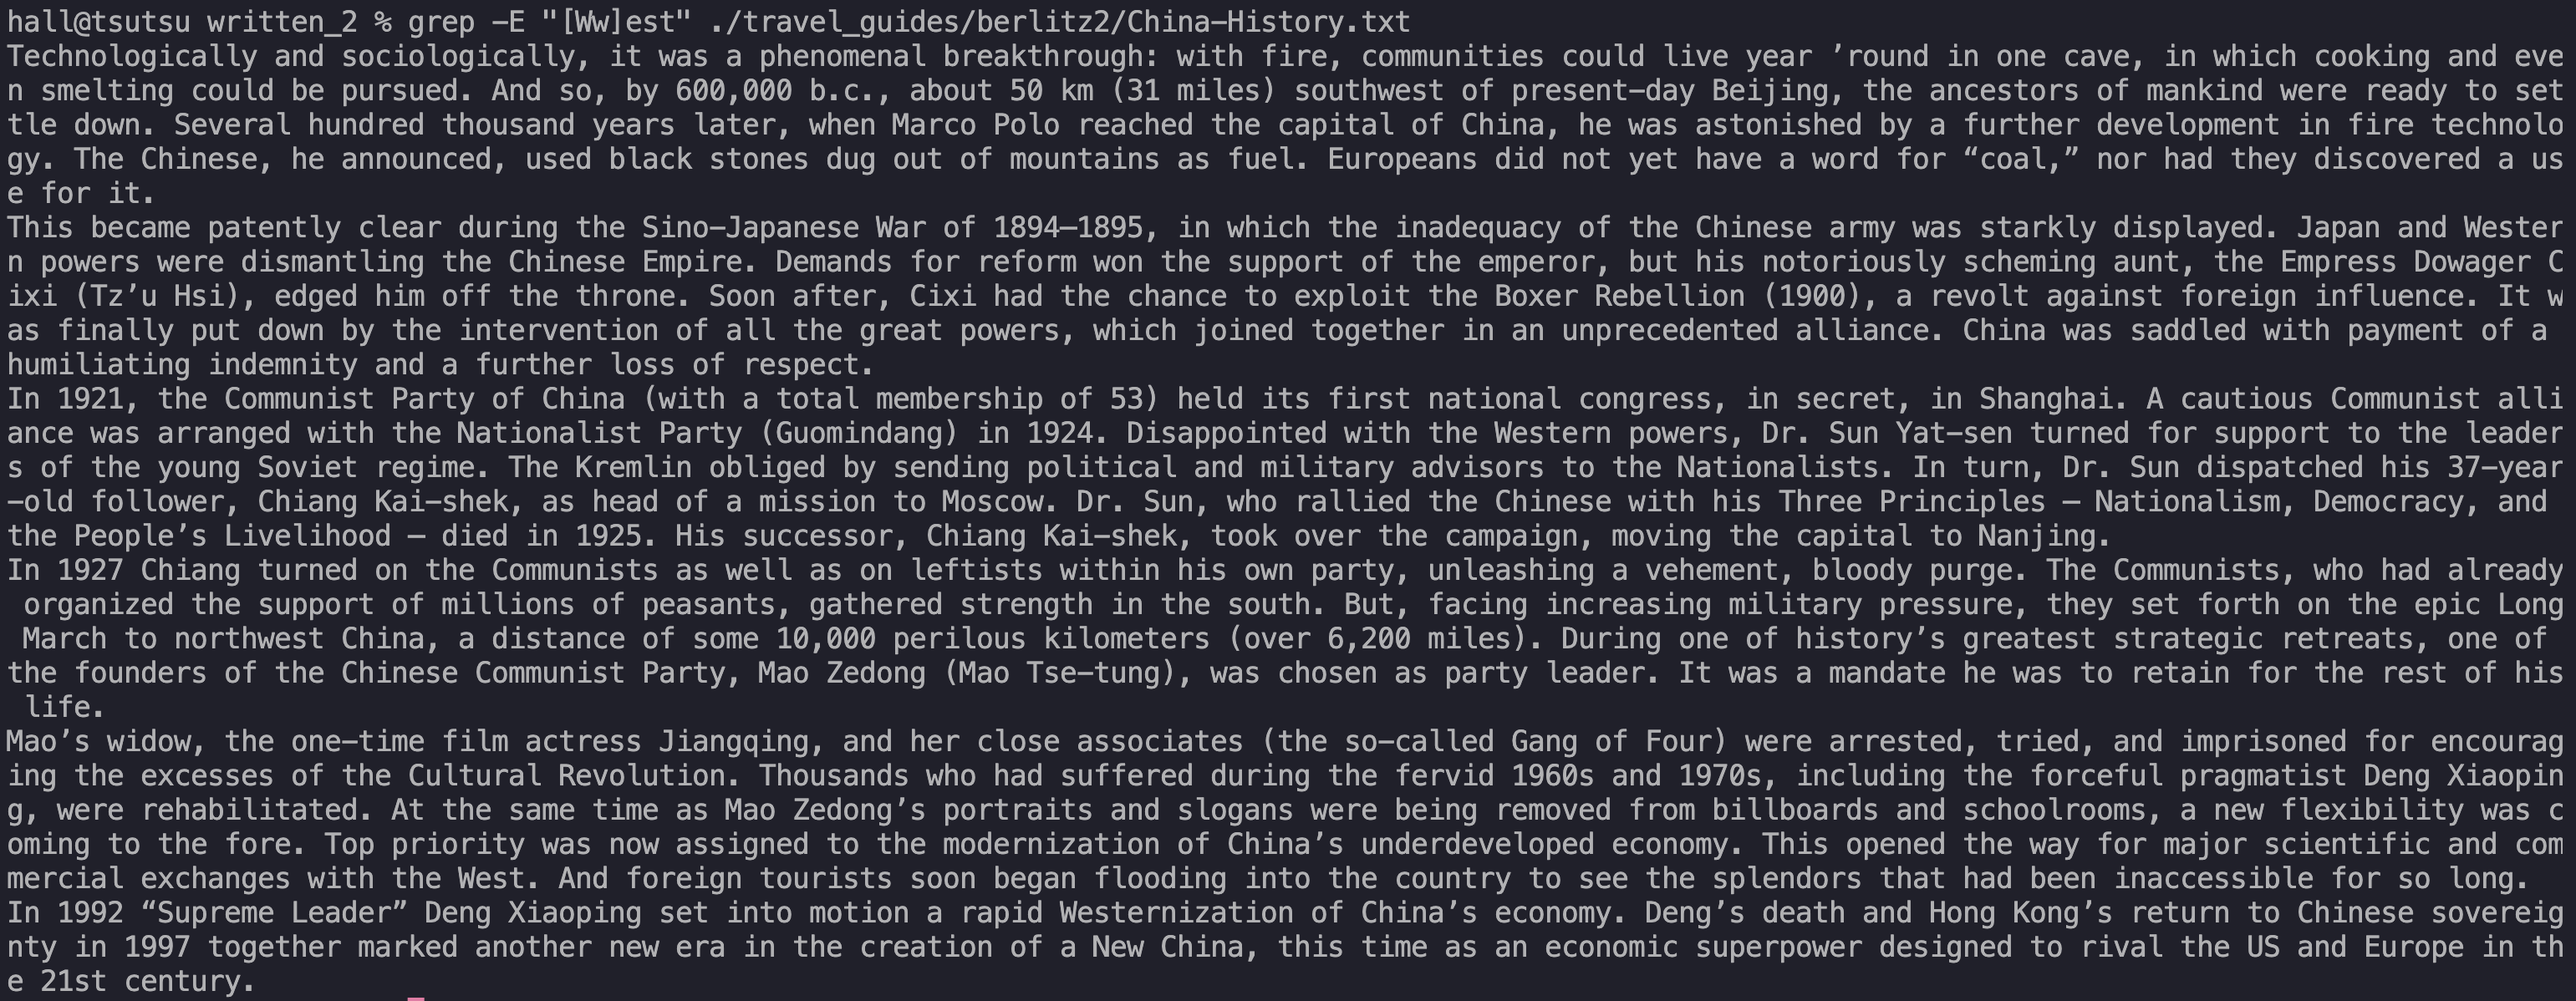 hall@tsutsu written_2 % grep -E "[Ww]est" ./travel_guides/berlitz2/China-History.txt
Technologically and sociologically, it was a phenomenal breakthrough: with fire, communities could live year ’round in one cave, in which cooking and eve
n smelting could be pursued. And so, by 600,000 b.c., about 50 km (31 miles) southwest of present-day Beijing, the ancestors of mankind were ready to set
tle down. Several hundred thousand years later, when Marco Polo reached the capital of China, he was astonished by a further development in fire technolo
gy. The Chinese, he announced, used black stones dug out of mountains as fuel. Europeans did not yet have a word for “coal,” nor had they discovered a us
e for it.
This became patently clear during the Sino-Japanese War of 1894–1895, in which the inadequacy of the Chinese army was starkly displayed. Japan and Wester
n powers were dismantling the Chinese Empire. Demands for reform won the support of the emperor, but his notoriously scheming aunt, the Empress Dowager C
ixi (Tz’u Hsi), edged him off the throne. Soon after, Cixi had the chance to exploit the Boxer Rebellion (1900), a revolt against foreign influence. It w
as finally put down by the intervention of all the great powers, which joined together in an unprecedented alliance. China was saddled with payment of a
humiliating indemnity and a further loss of respect.
In 1921, the Communist Party of China (with a total membership of 53) held its first national congress, in secret, in Shanghai. A cautious Communist alli
ance was arranged with the Nationalist Party (Guomindang) in 1924. Disappointed with the Western powers, Dr. Sun Yat-sen turned for support to the leader
s of the young Soviet regime. The Kremlin obliged by sending political and military advisors to the Nationalists. In turn, Dr. Sun dispatched his 37-year
-old follower, Chiang Kai-shek, as head of a mission to Moscow. Dr. Sun, who rallied the Chinese with his Three Principles — Nationalism, Democracy, and
the People’s Livelihood — died in 1925. His successor, Chiang Kai-shek, took over the campaign, moving the capital to Nanjing.
In 1927 Chiang turned on the Communists as well as on leftists within his own party, unleashing a vehement, bloody purge. The Communists, who had already
 organized the support of millions of peasants, gathered strength in the south. But, facing increasing military pressure, they set forth on the epic Long
 March to northwest China, a distance of some 10,000 perilous kilometers (over 6,200 miles). During one of history’s greatest strategic retreats, one of
the founders of the Chinese Communist Party, Mao Zedong (Mao Tse-tung), was chosen as party leader. It was a mandate he was to retain for the rest of his
 life.
Mao’s widow, the one-time film actress Jiangqing, and her close associates (the so-called Gang of Four) were arrested, tried, and imprisoned for encourag
ing the excesses of the Cultural Revolution. Thousands who had suffered during the fervid 1960s and 1970s, including the forceful pragmatist Deng Xiaopin
g, were rehabilitated. At the same time as Mao Zedong’s portraits and slogans were being removed from billboards and schoolrooms, a new flexibility was c
oming to the fore. Top priority was now assigned to the modernization of China’s underdeveloped economy. This opened the way for major scientific and com
mercial exchanges with the West. And foreign tourists soon began flooding into the country to see the splendors that had been inaccessible for so long.
In 1992 “Supreme Leader” Deng Xiaoping set into motion a rapid Westernization of China’s economy. Deng’s death and Hong Kong’s return to Chinese sovereig
nty in 1997 together marked another new era in the creation of a New China, this time as an economic superpower designed to rival the US and Europe in th
e 21st century.